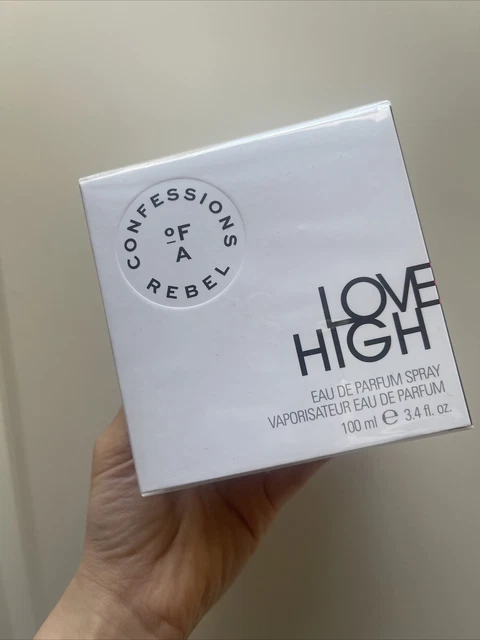 CONFESSIONS
oF
A
REBEL
LOVE
HIGH
EAU DE PARFUM SPRAY
VAPORISATEUR EAU DE PARFUM
100 ml ℮ 3.4 fl. oz.